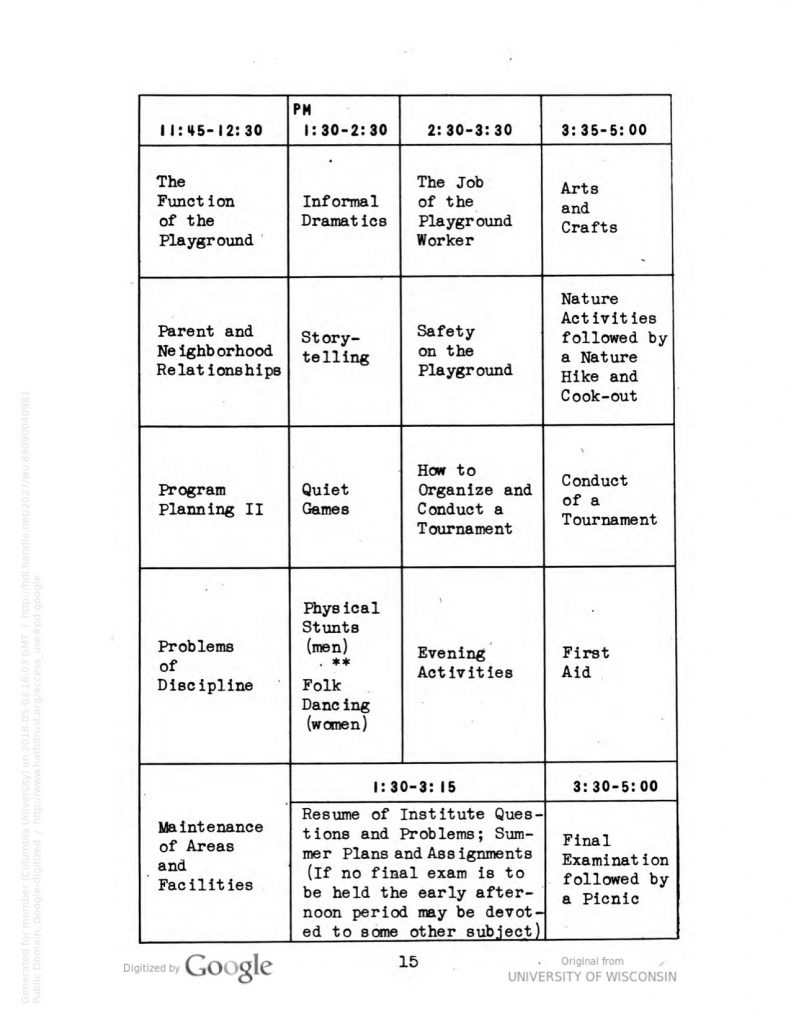 PM
11:45-12:30
1:30-2:30
2:30-3:30
3:35-5:00
The
Function
of the
Playground
Informal
Dramatics
The Job
of the
Playground
Worker
Arts
and
Crafts
Parent and
Neighborhood
Relationships
Story-
telling
Safety
on the
Playground
Nature
Activities
followed by
a Nature
Hike and
Cook-out
Program
Planning II
Quiet
Games
How to
Organize and
Conduct a
Tournament
Conduct
of a
Tournament
Problems
of
Discipline
Physical
Stunts
(men)
**
Folk
Dancing
(women)
Evening
Activities
First
Aid
Maintenance
of Areas
and
Facilities
1:30-3:15
Resume of Institute Ques-
tions and Problems; Sum-
mer Plans and Assignments
(If no final exam is to
be held the early after-
noon period may be devot-
ed to some other subject)
3:30-5:00
Final
Examination
followed by
a Picnic
15
Digitized by Google
Original from
UNIVERSITY OF WISCONSIN
Generated for member (Columbia University) on 2018-05-03 16:03 GMT / http://hdl.handle.net/2027/wu.89090040981
Public Domain, Google-digitized / http://www.hathitrust.org/access_use#pd-google